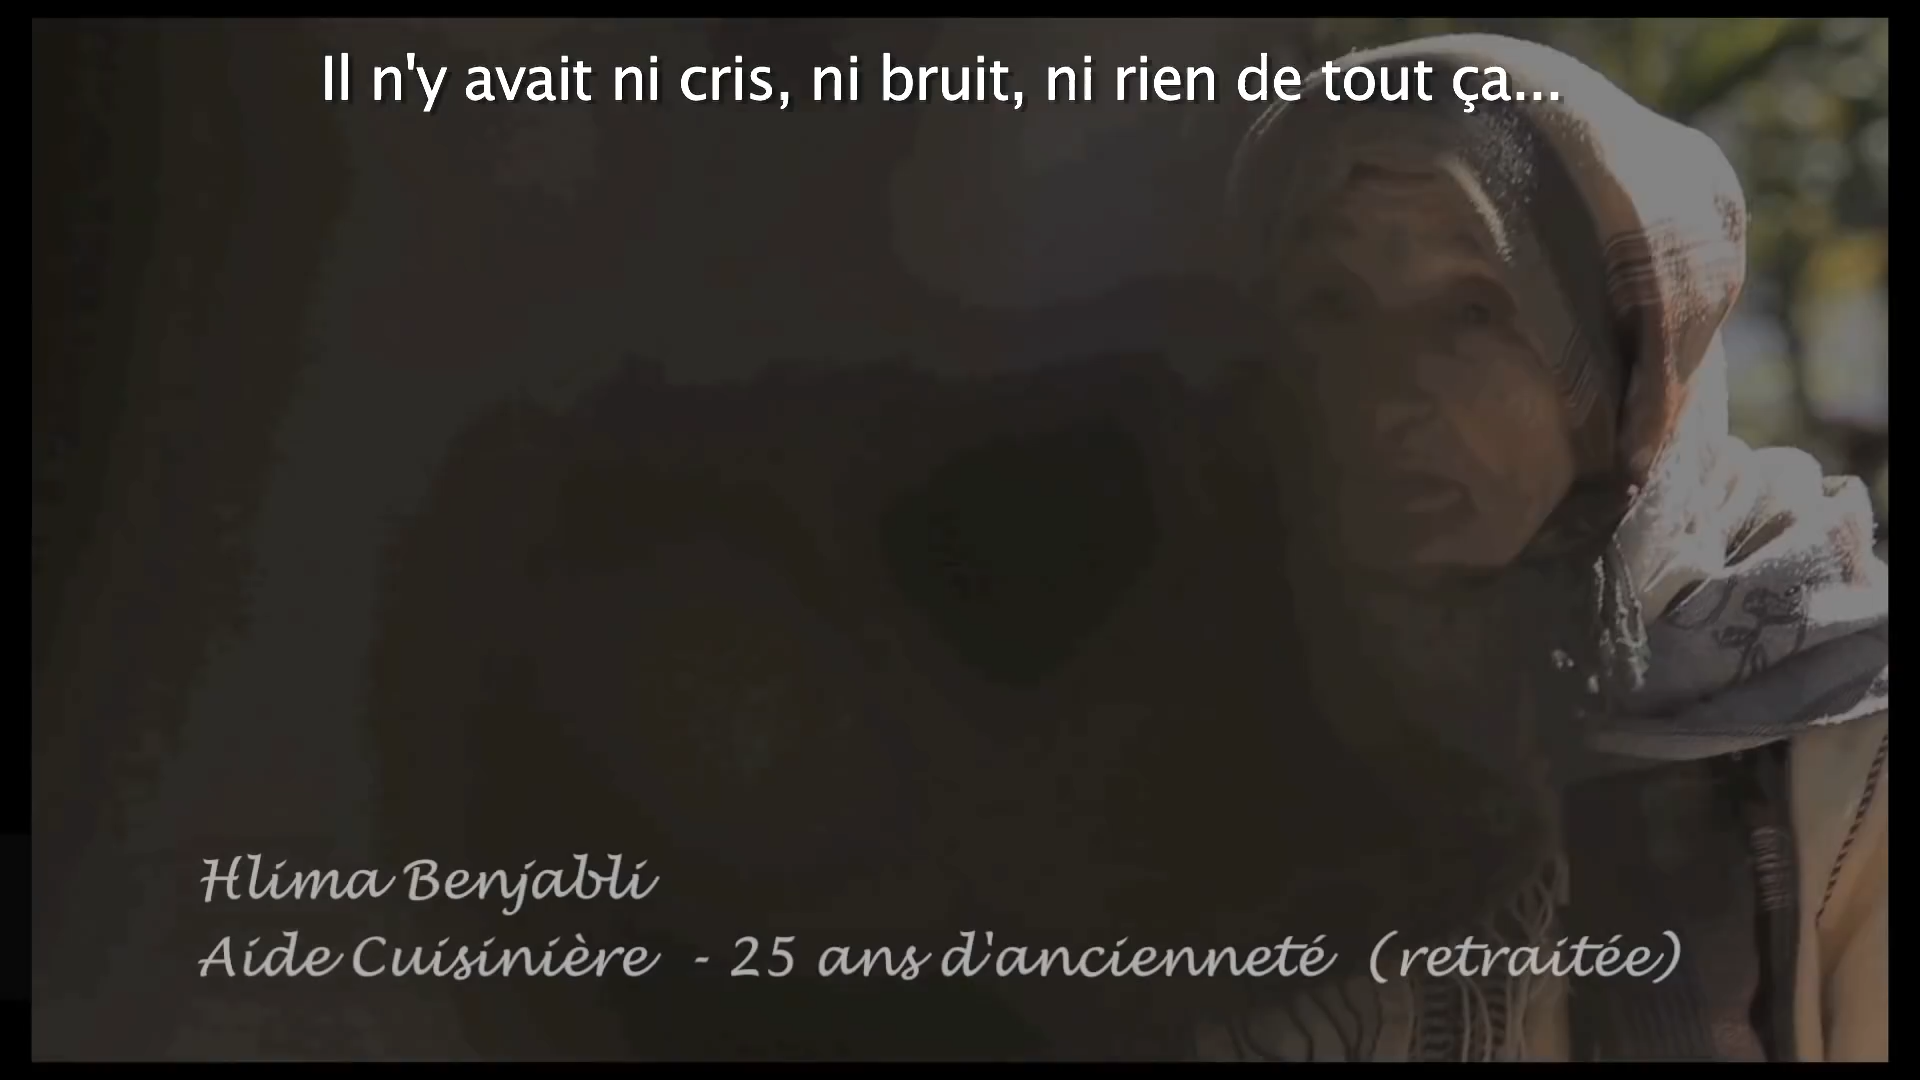 Il n'y avait ni cris, ni bruit, ni rien de tout ça...
Hlima Benjabli
Aide Cuisinière - 25 ans d'ancienneté (retraitée)